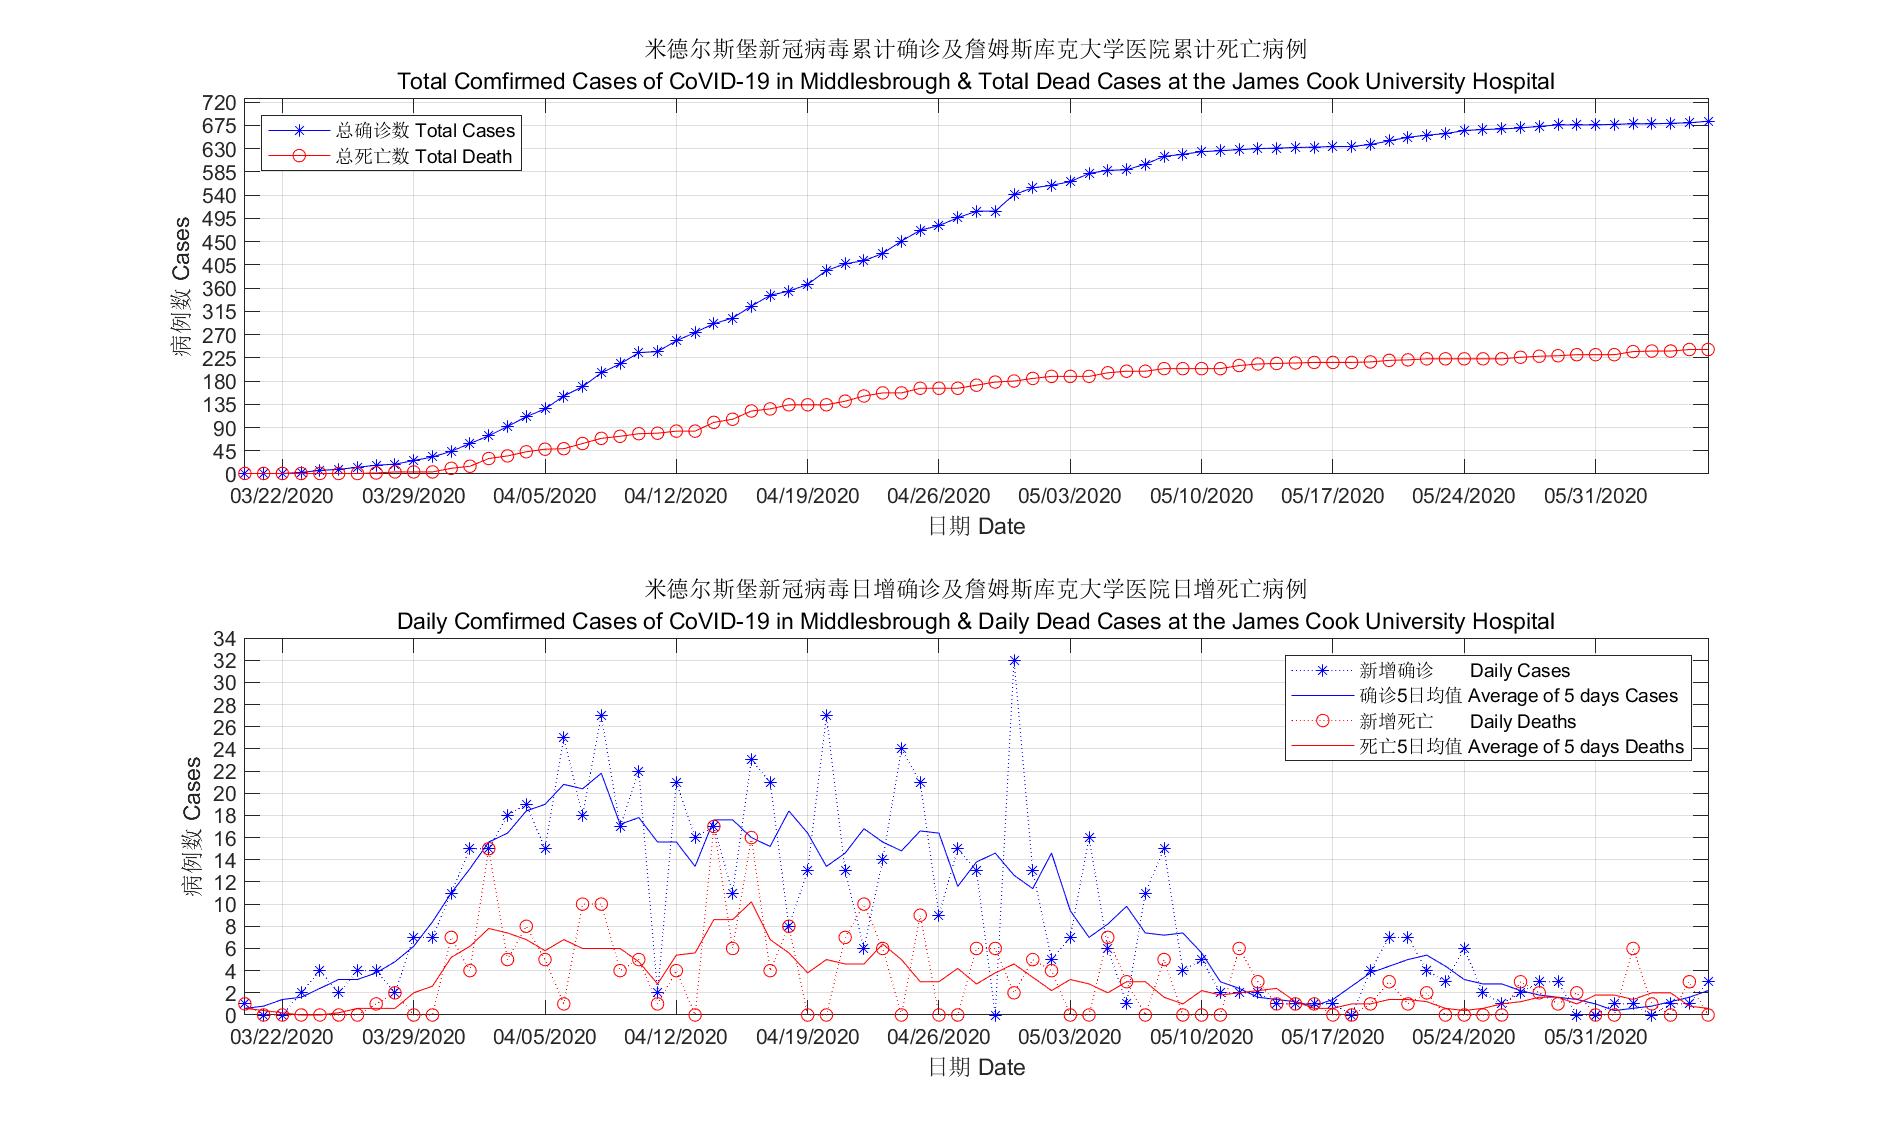 米德尔斯堡新冠病毒累计确诊及詹姆斯库克大学医院累计死亡病例
Total Comfirmed Cases of CoVID-19 in Middlesbrough & Total Dead Cases at the James Cook University Hospital
720
675
630
585
540
495
450
405
360
315
270
225
180
135
90
45
0
病例数 Cases
总确诊数 Total Cases
总死亡数 Total Death
03/22/2020 03/29/2020 04/05/2020 04/12/2020 04/19/2020 04/26/2020 05/03/2020 05/10/2020 05/17/2020 05/24/2020 05/31/2020
日期 Date
米德尔斯堡新冠病毒日增确诊及詹姆斯库克大学医院日增死亡病例
Daily Comfirmed Cases of CoVID-19 in Middlesbrough & Daily Dead Cases at the James Cook University Hospital
34
32
30
28
26
24
22
20
18
16
14
12
10
8
6
4
2
0
病例数 Cases
新增确诊 Daily Cases
确诊5日均值 Average of 5 days Cases
新增死亡 Daily Deaths
死亡5日均值 Average of 5 days Deaths
03/22/2020 03/29/2020 04/05/2020 04/12/2020 04/19/2020 04/26/2020 05/03/2020 05/10/2020 05/17/2020 05/24/2020 05/31/2020
日期 Date